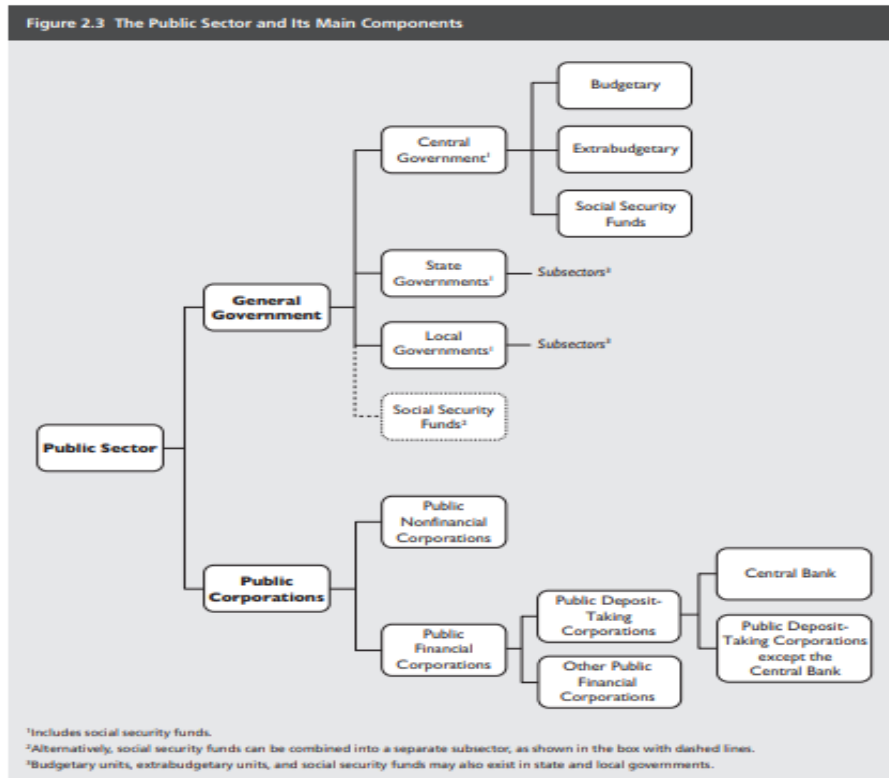 Figure 2.3 The Public Sector and Its Main Components
Budgetary
Central
Government¹
Extrabudgetary
Social Security
Funds
State
Governments¹
Subsectors³
General
Government
Local
Governments¹
Subsectors³
Social Security
Funds²
Public Sector
Public
Nonfinancial
Corporations
Central Bank
Public
Corporations
Public Deposit-
Taking
Corporations
Public Deposit-
Taking Corporations
except the
Central Bank
Public
Financial
Corporations
Other Public
Financial
Corporations
¹Includes social security funds.
²Alternatively, social security funds can be combined into a separate subsector, as shown in the box with dashed lines.
³Budgetary units, extrabudgetary units, and social security funds may also exist in state and local governments.